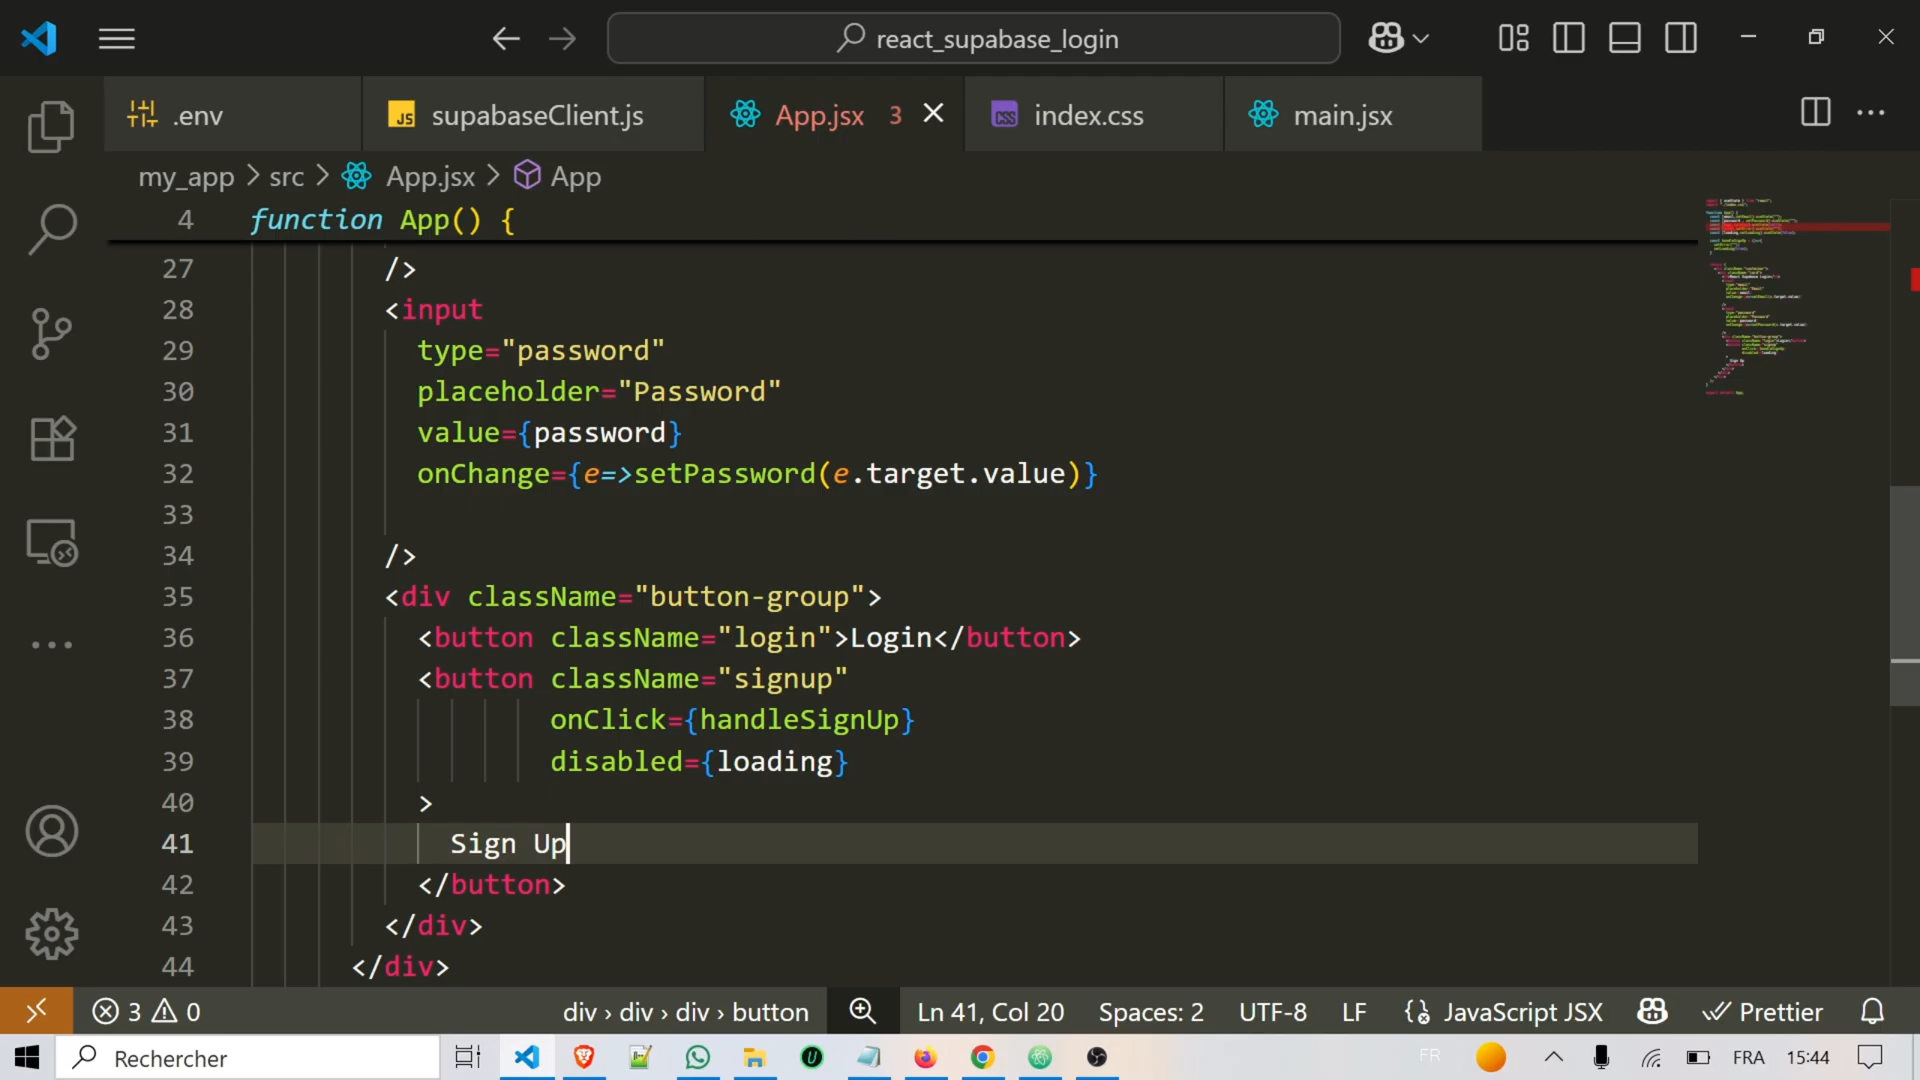 react_supabase_login
.env
JS supabaseClient.js
App.jsx 3
CSS index.css
main.jsx
my_app > src > App.jsx > App
4 function App() {
27 />
28 <input
29 type="password"
30 placeholder="Password"
31 value={password}
32 onChange={e=>setPassword(e.target.value)}
33
34 />
35 <div className="button-group">
36 <button className="login">Login</button>
37 <button className="signup"
38 onClick={handleSignUp}
39 disabled={loading}
40 >
41 Sign Up
42 </button>
43 </div>
44 </div>
3 0
div › div › div › button
Ln 41, Col 20
Spaces: 2
UTF-8
LF
JavaScript JSX
Prettier
Rechercher
FR
FRA
15:44